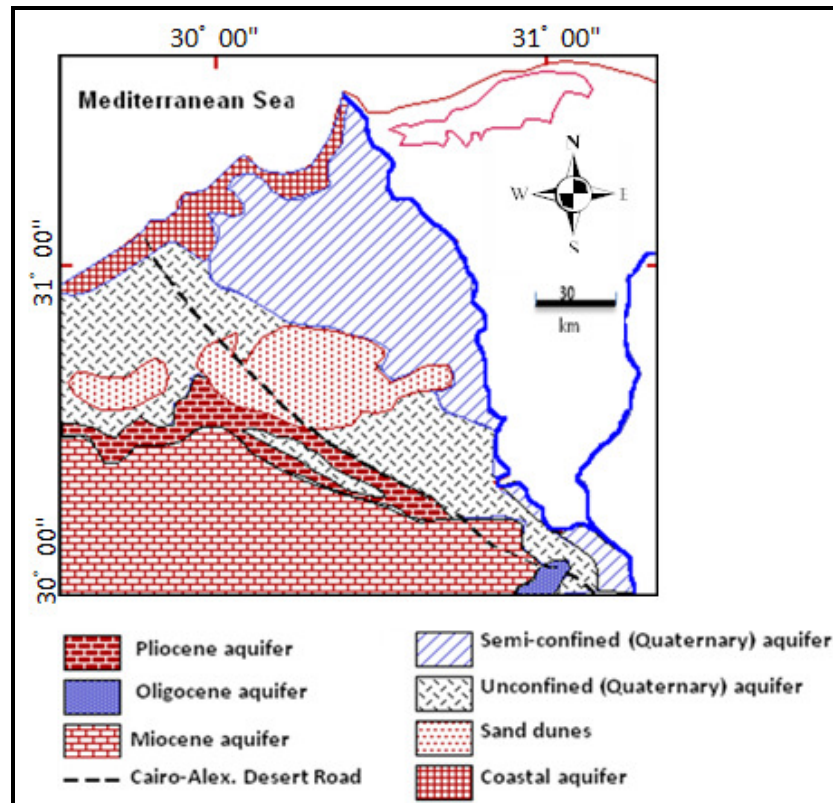 30° 00"
31° 00"
Mediterranean Sea
N
W
E
S
31° 00"
30
km
30° 00"
Pliocene aquifer
Oligocene aquifer
Miocene aquifer
Cairo-Alex. Desert Road
Semi-confined (Quaternary) aquifer
Unconfined (Quaternary) aquifer
Sand dunes
Coastal aquifer